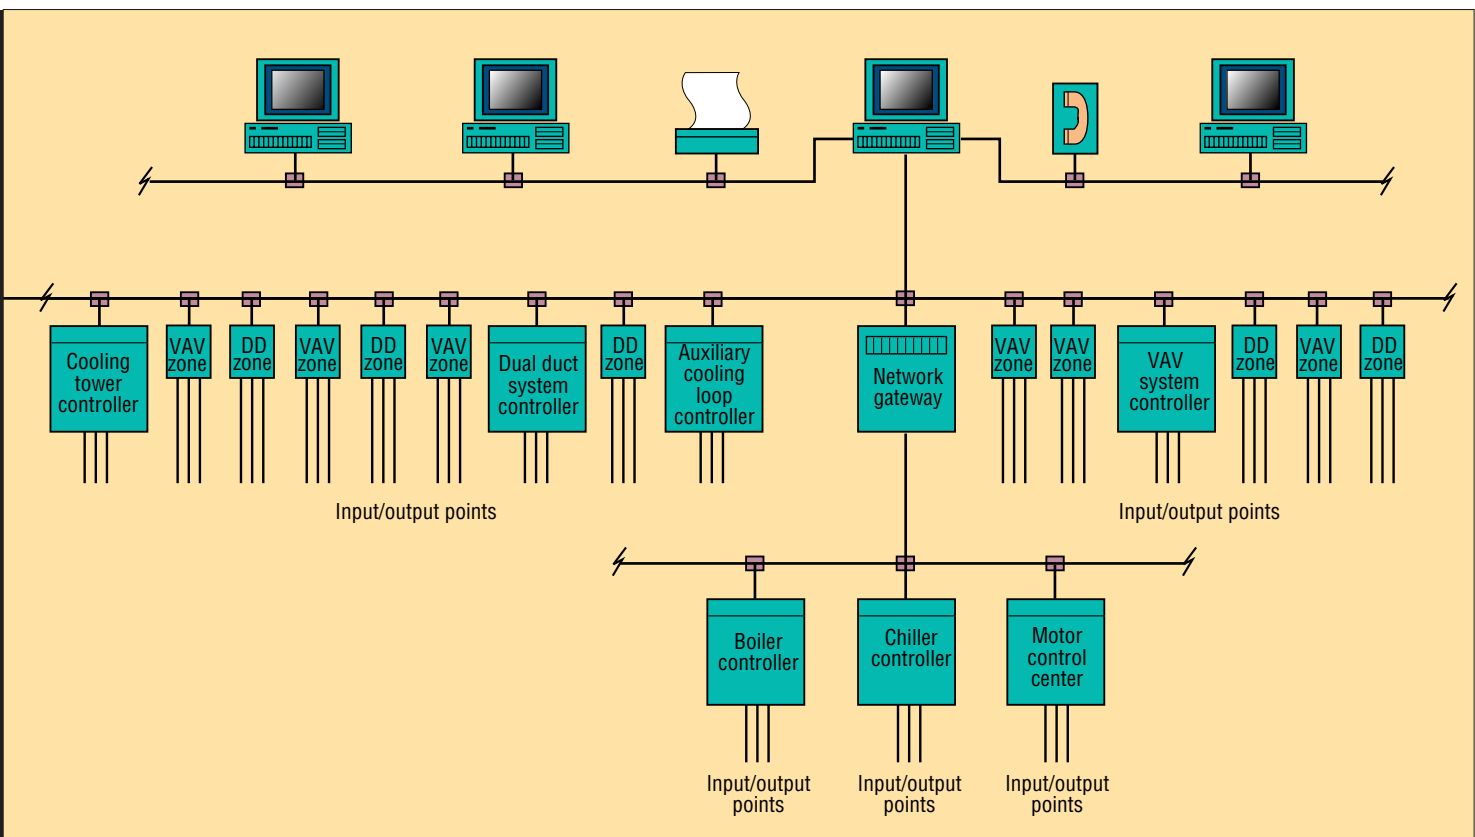 Cooling
tower
controller
VAV
zone
DD
zone
VAV
zone
DD
zone
VAV
zone
Dual duct
system
controller
DD
zone
Auxiliary
cooling
loop
controller
Network
gateway
VAV
zone
VAV
zone
VAV
system
controller
DD
zone
VAV
zone
DD
zone
Input/output points
Input/output points
Boiler
controller
Chiller
controller
Motor
control
center
Input/output
points
Input/output
points
Input/output
points